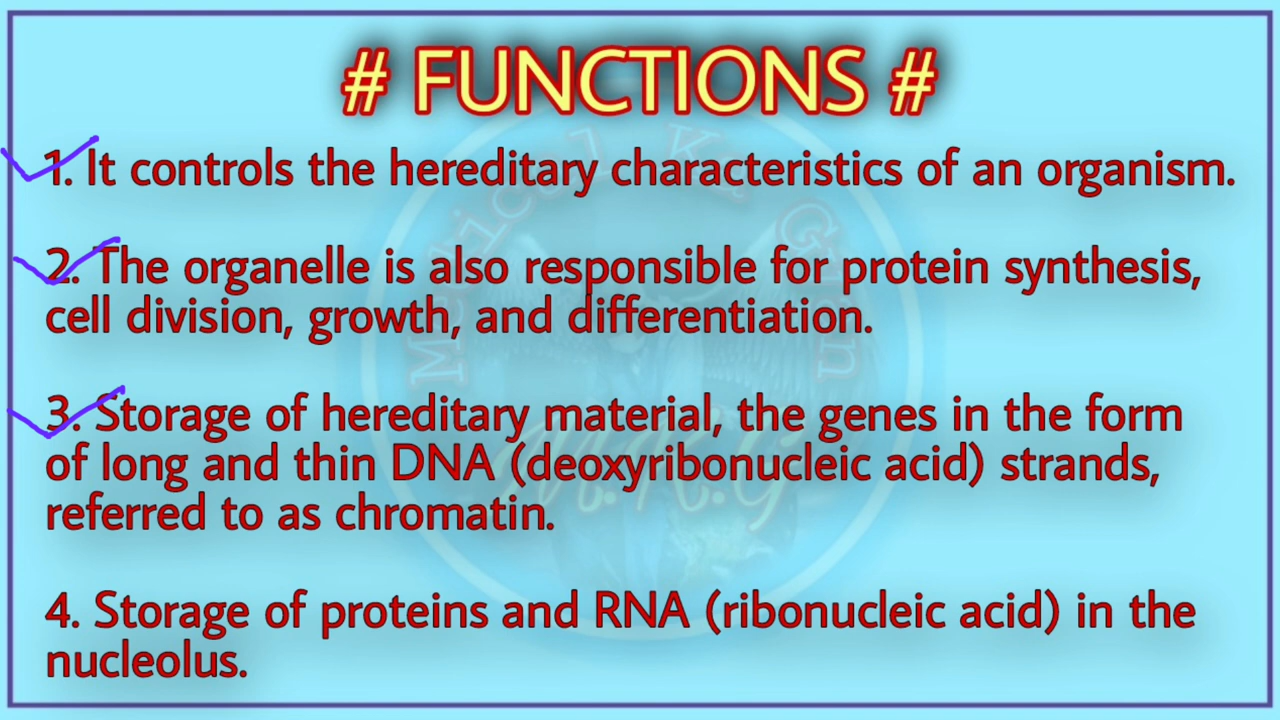 # FUNCTIONS #
1. It controls the hereditary characteristics of an organism.
2. The organelle is also responsible for protein synthesis,
cell division, growth, and differentiation.
3. Storage of hereditary material, the genes in the form
of long and thin DNA (deoxyribonucleic acid) strands,
referred to as chromatin.
4. Storage of proteins and RNA (ribonucleic acid) in the
nucleolus.
Medical Ka Gian
M.K.G